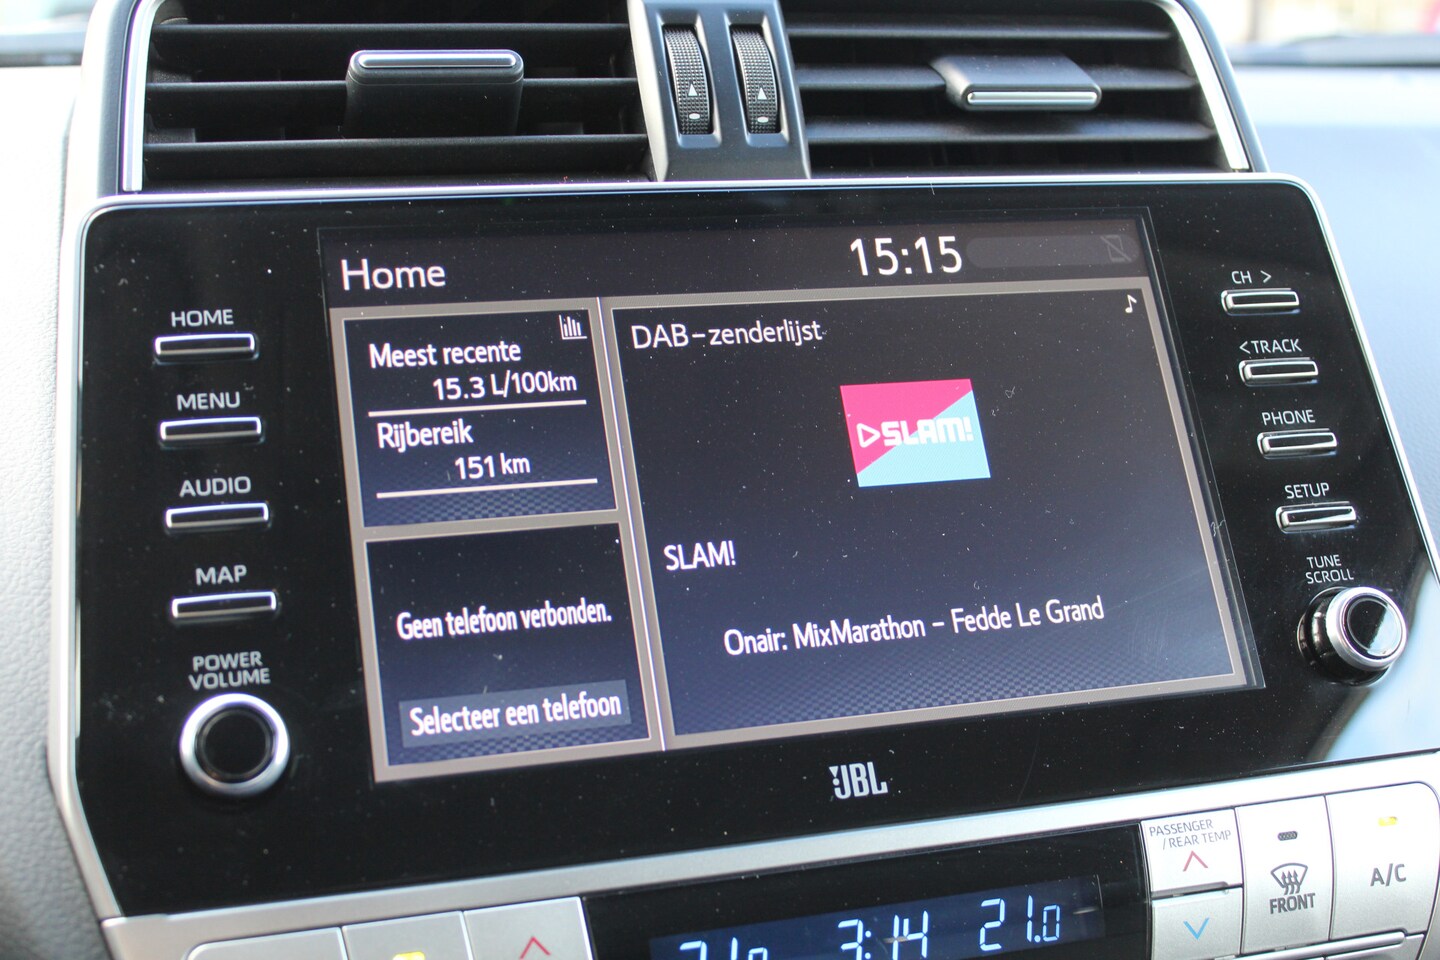 Home
15:15
HOME
MENU
AUDIO
MAP
POWER
VOLUME
Meest recente
15.3 L/100km
Rijbereik
151 km
Geen telefoon verbonden.
Selecteer een telefoon
DAB-zenderlijst
SLAM!
SLAM!
Onair: MixMarathon - Fedde Le Grand
CH >
<TRACK
PHONE
SETUP
TUNE
SCROLL
JBL
PASSENGER
/REAR TEMP
FRONT
A/C
3:14
21.0